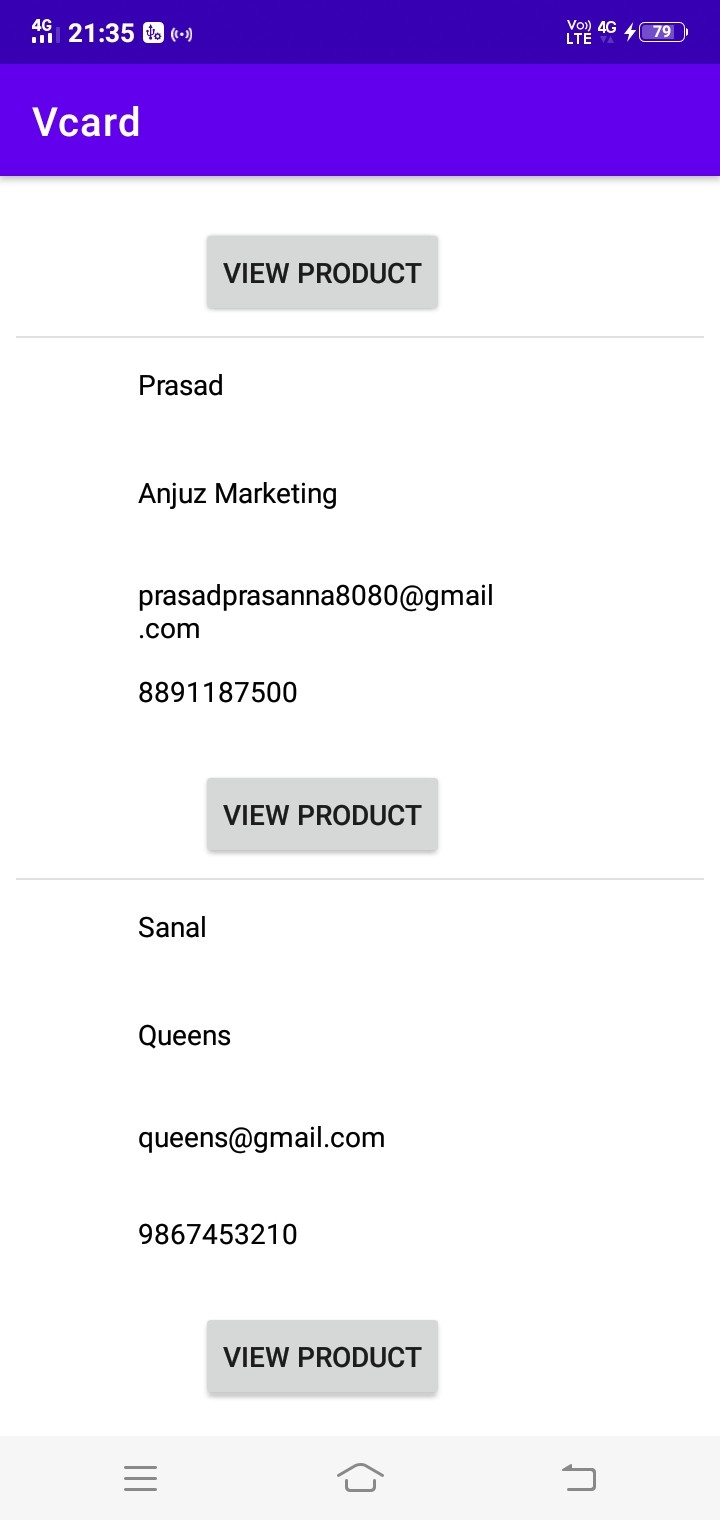 4G 21:35 Vo)) LTE 4G 79
Vcard
VIEW PRODUCT
Prasad
Anjuz Marketing
prasadprasanna8080@gmail
.com
8891187500
VIEW PRODUCT
Sanal
Queens
queens@gmail.com
9867453210
VIEW PRODUCT